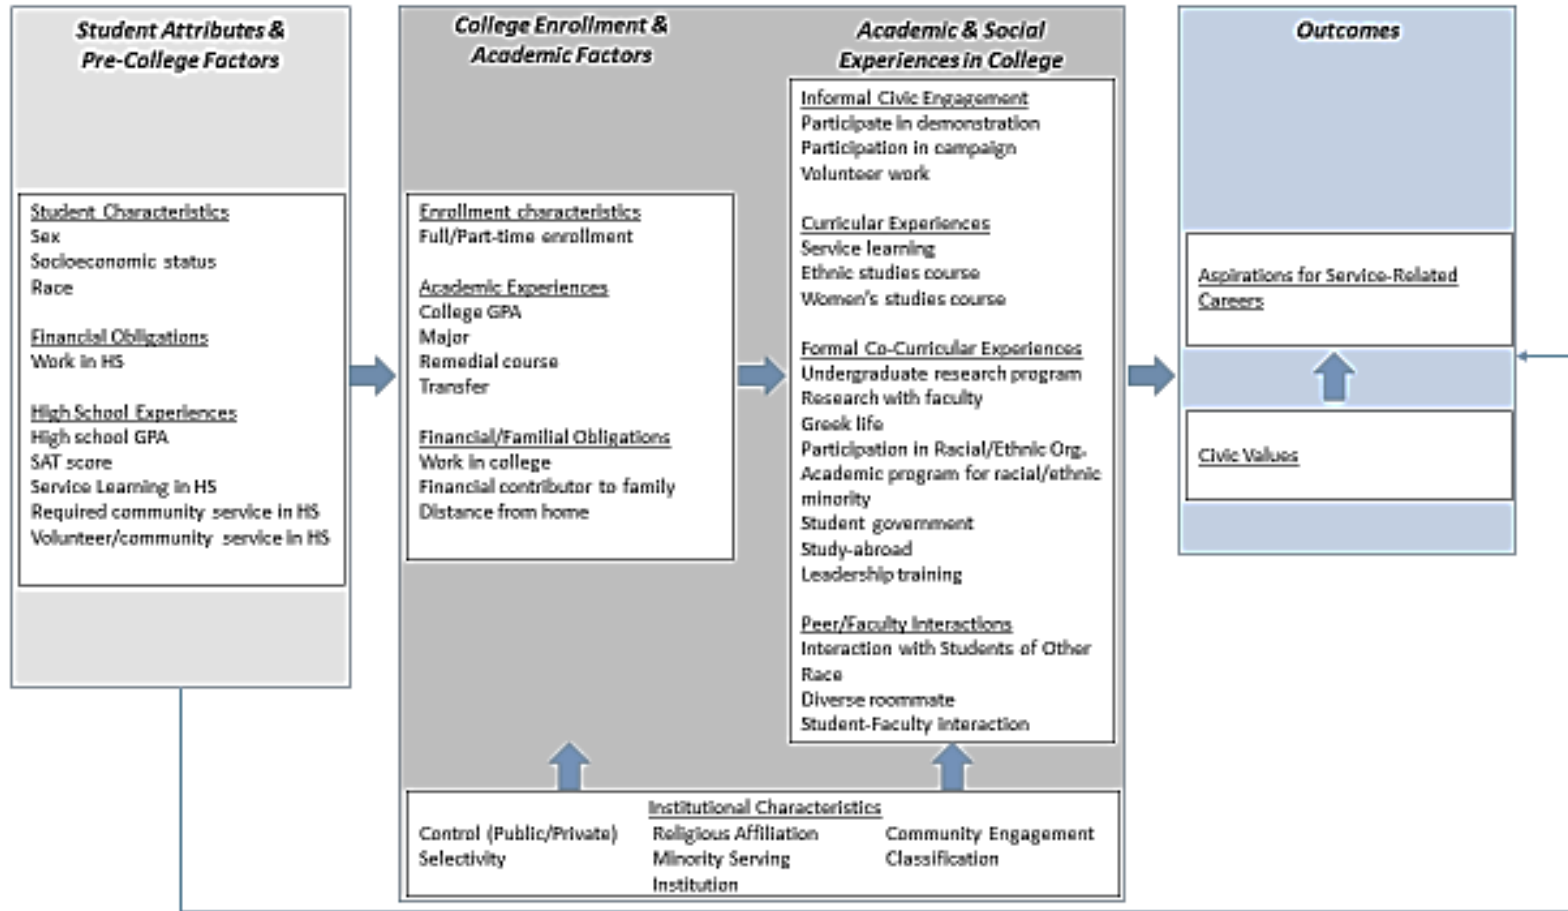 Student Attributes &
Pre-College Factors
Student Characteristics
Sex
Socioeconomic status
Race
Financial Obligations
Work in HS
High School Experiences
High school GPA
SAT score
Service Learning in HS
Required community service in HS
Volunteer/community service in HS
College Enrollment &
Academic Factors
Enrollment characteristics
Full/Part-time enrollment
Academic Experiences
College GPA
Major
Remedial course
Transfer
Financial/Familial Obligations
Work in college
Financial contributor to family
Distance from home
Academic & Social
Experiences in College
Informal Civic Engagement
Participate in demonstration
Participation in campaign
Volunteer work
Curricular Experiences
Service learning
Ethnic studies course
Women's studies course
Formal Co-Curricular Experiences
Undergraduate research program
Research with faculty
Greek life
Participation in Racial/Ethnic Org.
Academic program for racial/ethnic
minority
Student government
Study-abroad
Leadership training
Peer/Faculty Interactions
Interaction with Students of Other
Race
Diverse roommate
Student-Faculty interaction
Institutional Characteristics
Control (Public/Private)
Selectivity
Religious Affiliation
Minority Serving
Institution
Community Engagement
Classification
Outcomes
Aspirations for Service-Related
Careers
Civic Values